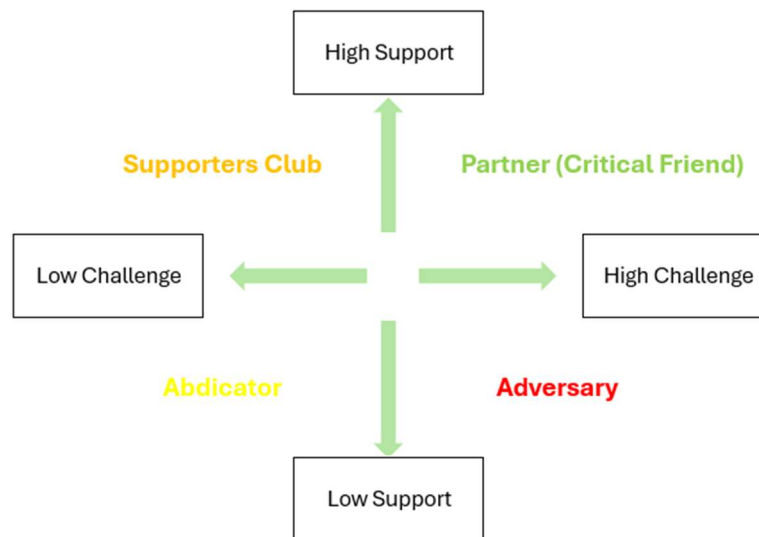 High Support
Supporters Club
Partner (Critical Friend)
Low Challenge
High Challenge
Abdicator
Adversary
Low Support